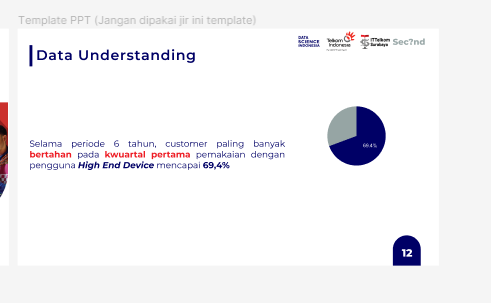 Template PPT (Jangan dipakai jir ini template)
Data Understanding
DATA
SCIENCE
INDONESIA
Telkom
Indonesia
ITTelkom
Surabaya
Sec?nd
Selama periode 6 tahun, customer paling banyak
bertahan pada kwuartal pertama pemakaian dengan
pengguna High End Device mencapai 69,4%
69.4%
12